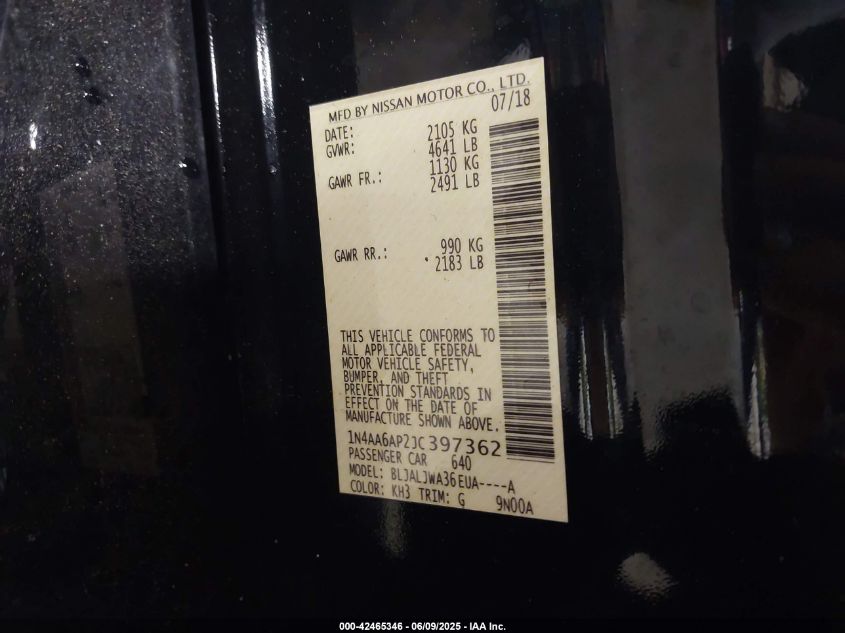 MFD BY NISSAN MOTOR CO., LTD.
DATE: 07/18
GVWR: 2105 KG
4641 LB
GAWR FR.: 1130 KG
2491 LB
GAWR RR.: 990 KG
2183 LB
THIS VEHICLE CONFORMS TO
ALL APPLICABLE FEDERAL
MOTOR VEHICLE SAFETY,
BUMPER, AND THEFT
PREVENTION STANDARDS IN
EFFECT ON THE DATE OF
MANUFACTURE SHOWN ABOVE.
1N4AA6AP2JC397362
PASSENGER CAR 640
MODEL: BLJALJWA36EUA----A
COLOR: KH3 TRIM: G 9N00A
000-42465346 - 06/09/2025 - IAA Inc.